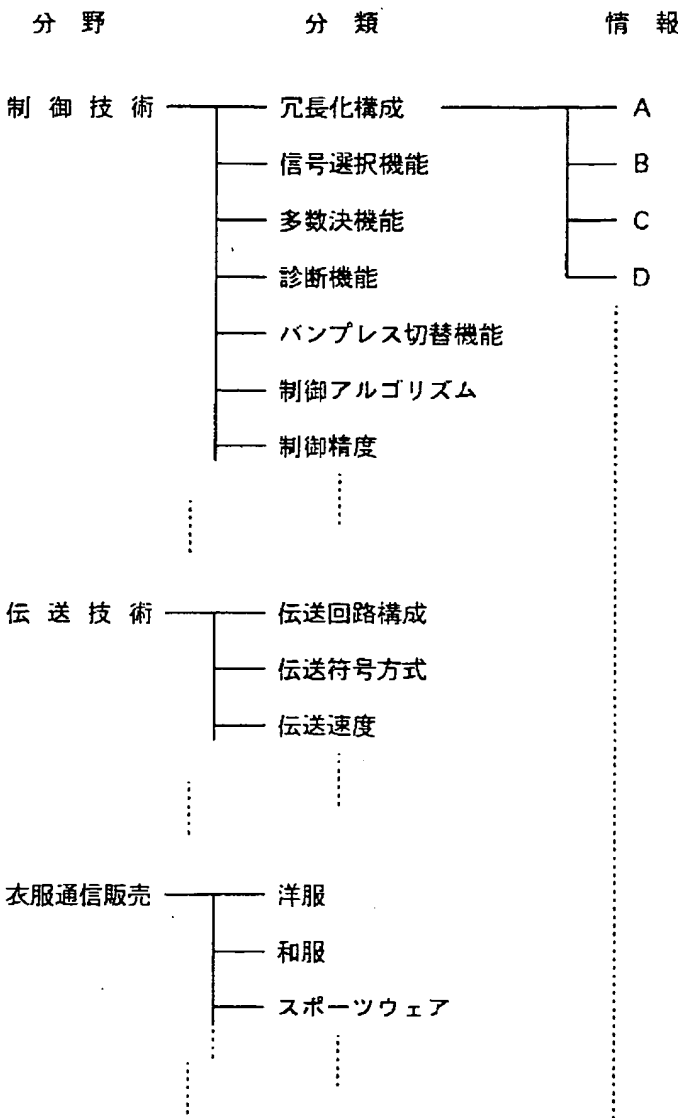 分野 分類 情報
制御技術 冗長化構成 A
信号選択機能 B
多数決機能 C
診断機能 D
バンプレス切替機能
制御アルゴリズム
制御精度
伝送技術 伝送回路構成
伝送符号方式
伝送速度
衣服通信販売 洋服
和服
スポーツウェア